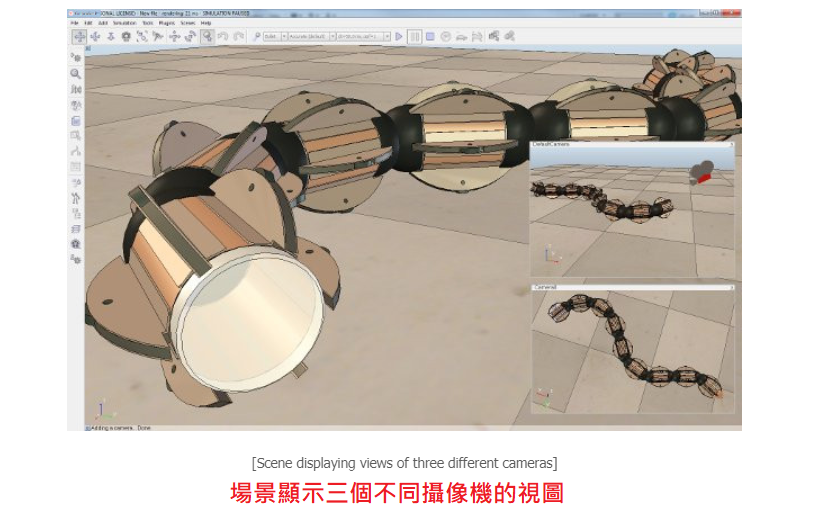 File Edit Add Simulation Tools Plugins Screen Help
DefaultCamera
Camera0
Adding a camera... Done.
[Scene displaying views of three different cameras]
場景顯示三個不同攝像機的視圖